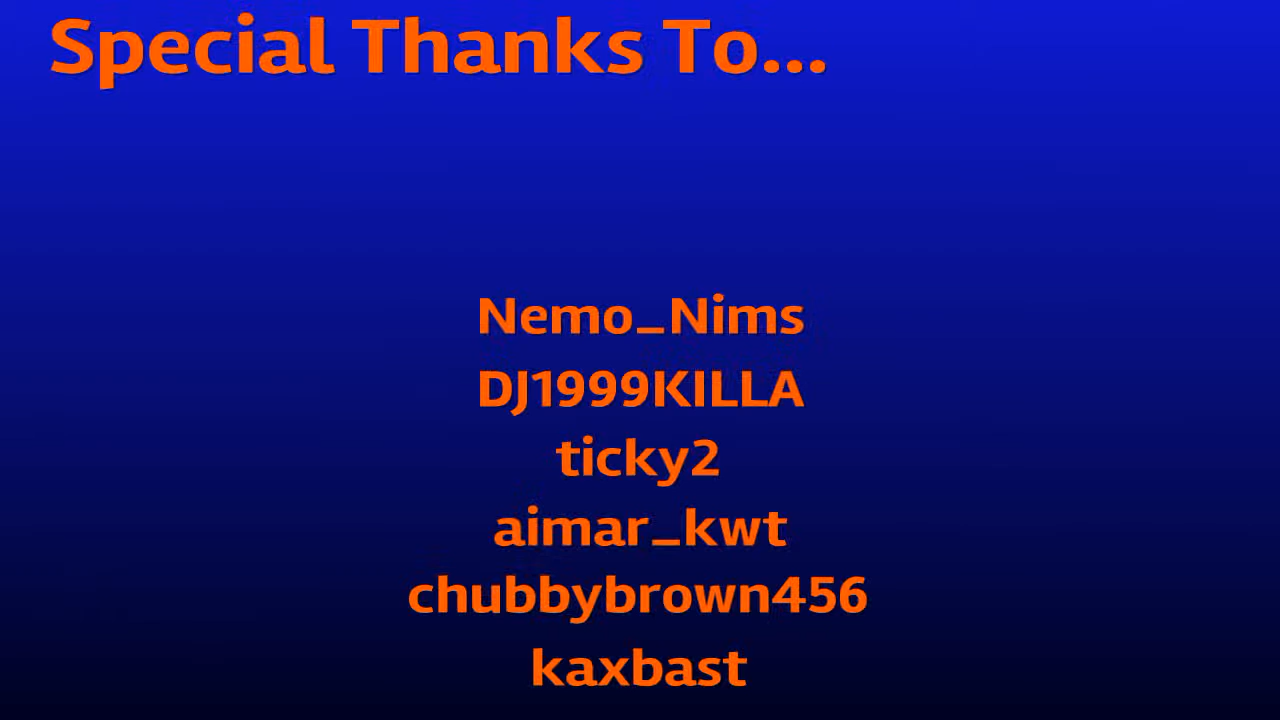 Special Thanks To...
Nemo_Nims
DJ1999KILLA
ticky2
aimar_kwt
chubbybrown456
kaxbast